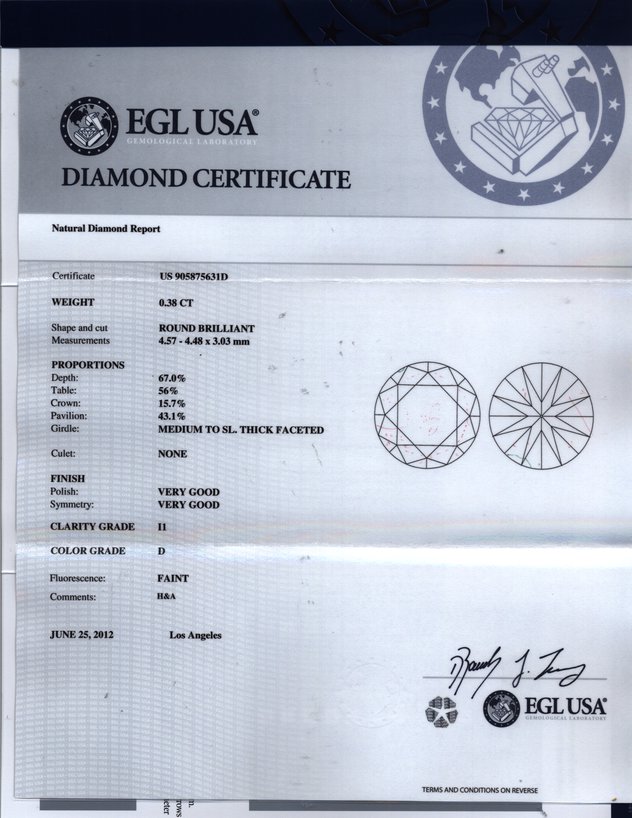 EGL USA®
GEMOLOGICAL LABORATORY
DIAMOND CERTIFICATE
Natural Diamond Report
Certificate US 905875631D
WEIGHT 0.38 CT
Shape and cut ROUND BRILLIANT
Measurements 4.57 - 4.48 x 3.03 mm
PROPORTIONS
Depth: 67.0%
Table: 56%
Crown: 15.7%
Pavilion: 43.1%
Girdle: MEDIUM TO SL. THICK FACETED
Culet: NONE
FINISH
Polish: VERY GOOD
Symmetry: VERY GOOD
CLARITY GRADE I1
COLOR GRADE D
Fluorescence: FAINT
Comments: H&A
JUNE 25, 2012 Los Angeles
EGL USA®
GEMOLOGICAL LABORATORY
TERMS AND CONDITIONS ON REVERSE